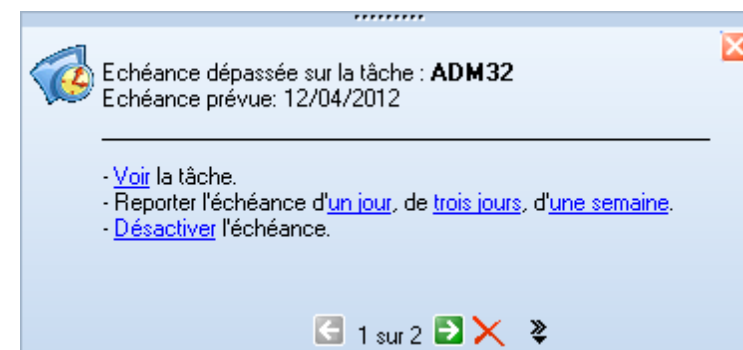 Echéance dépassée sur la tâche : ADM32
Echéance prévue: 12/04/2012
- Voir la tâche.
- Reporter l'échéance d'un jour, de trois jours, d'une semaine.
- Désactiver l'échéance.
1 sur 2